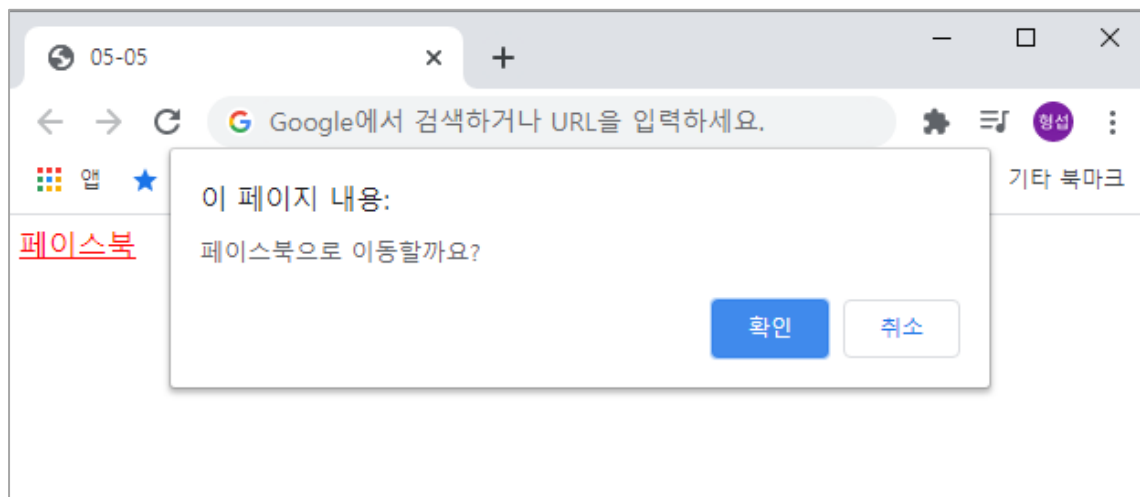 05-05
Google에서 검색하거나 URL을 입력하세요.
형섭
앱
기타 북마크
이 페이지 내용:
페이스북으로 이동할까요?
확인 취소
페이스북